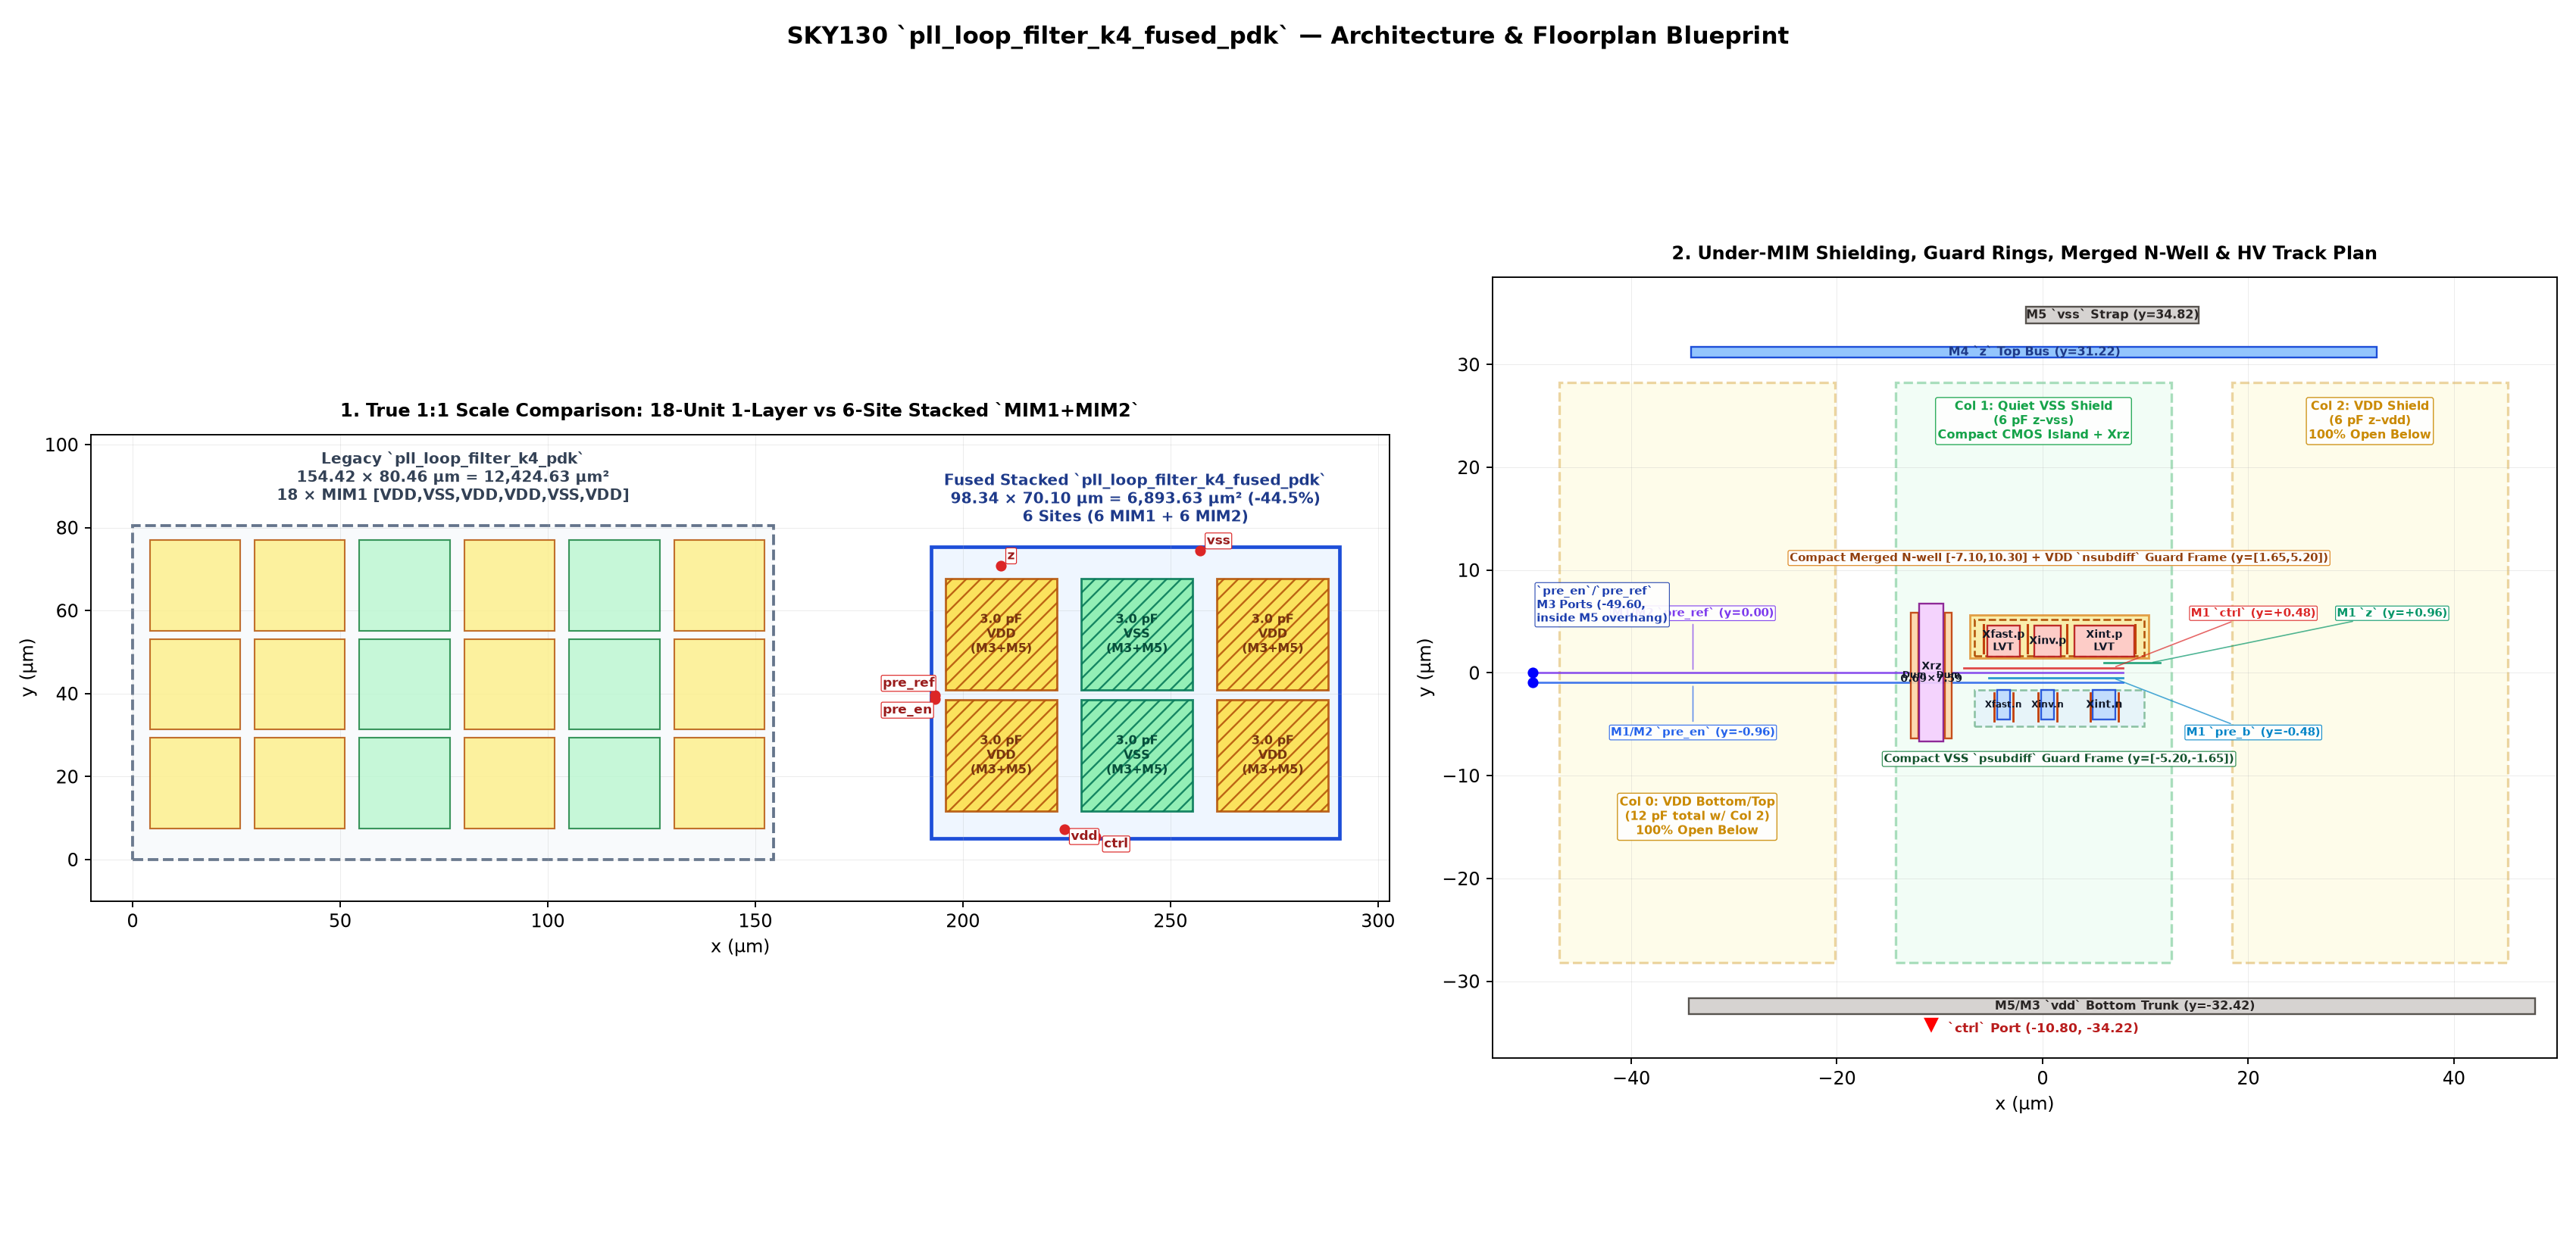 SKY130 `pll_loop_filter_k4_fused_pdk` — Architecture & Floorplan Blueprint
1. True 1:1 Scale Comparison: 18-Unit 1-Layer vs 6-Site Stacked `MIM1+MIM2`
Legacy `pll_loop_filter_k4_pdk`
154.42 × 80.46 µm = 12,424.63 µm²
18 × MIM1 [VDD,VSS,VDD,VDD,VSS,VDD]
Fused Stacked `pll_loop_filter_k4_fused_pdk`
98.34 × 70.10 µm = 6,893.63 µm² (-44.5%)
6 Sites (6 MIM1 + 6 MIM2)
z
vss
3.0 pF
VDD
(M3+M5)
3.0 pF
VSS
(M3+M5)
3.0 pF
VDD
(M3+M5)
pre_ref
pre_en
3.0 pF
VDD
(M3+M5)
3.0 pF
VSS
(M3+M5)
3.0 pF
VDD
(M3+M5)
vdd
ctrl
100
80
60
40
20
0
y (µm)
0
50
100
150
200
250
300
x (µm)
2. Under-MIM Shielding, Guard Rings, Merged N-Well & HV Track Plan
M5 `vss` Strap (y=34.82)
M4 `z` Top Bus (y=31.22)
Col 1: Quiet VSS Shield
(6 pF z–vss)
Compact CMOS Island + Xrz
Col 2: VDD Shield
(6 pF z–vdd)
100% Open Below
Compact Merged N-well [-7.10,10.30] + VDD `nsubdiff` Guard Frame (y=[1.65,5.20])
`pre_en`/`pre_ref`
M3 Ports (-49.60,
inside M5 overhang)
pre_ref` (y=0.00)
M1 `ctrl` (y=+0.48)
M1 `z` (y=+0.96)
Xfast.p
LVT
Xinv.p
Xint.p
LVT
Xrz
Xfast.n
Xinv.n
Xint.n
M1/M2 `pre_en` (y=-0.96)
M1 `pre_b` (y=-0.48)
Compact VSS `psubdiff` Guard Frame (y=[-5.20,-1.65])
Col 0: VDD Bottom/Top
(12 pF total w/ Col 2)
100% Open Below
M5/M3 `vdd` Bottom Trunk (y=-32.42)
`ctrl` Port (-10.80, -34.22)
30
20
10
0
−10
−20
−30
y (µm)
−40
−20
0
20
40
x (µm)